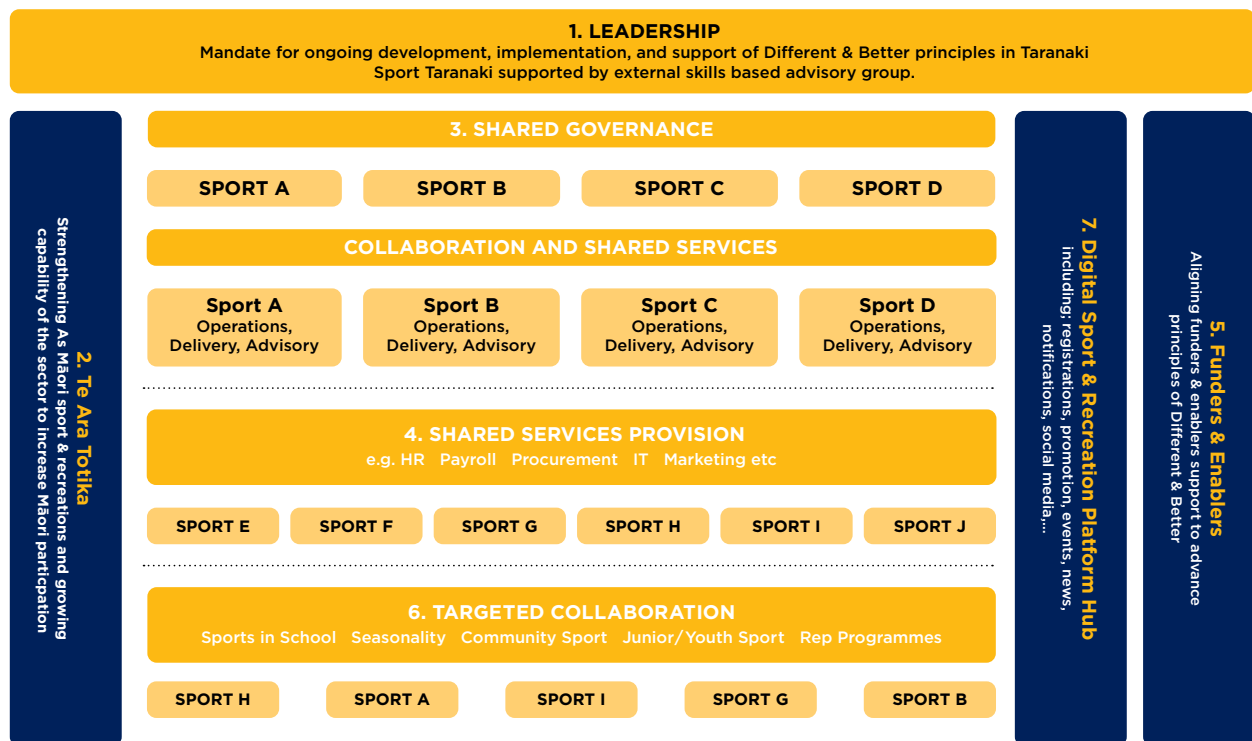 1. LEADERSHIP
Mandate for ongoing development, implementation, and support of Different & Better principles in Taranaki
Sport Taranaki supported by external skills based advisory group.
2. Te Ara Totika
Strengthening As Māori sport & recreations and growing
capability of the sector to increase Māori particpation
3. SHARED GOVERNANCE
SPORT A
SPORT B
SPORT C
SPORT D
COLLABORATION AND SHARED SERVICES
Sport A
Operations,
Delivery, Advisory
Sport B
Operations,
Delivery, Advisory
Sport C
Operations,
Delivery, Advisory
Sport D
Operations,
Delivery, Advisory
4. SHARED SERVICES PROVISION
e.g. HR Payroll Procurement IT Marketing etc
SPORT E
SPORT F
SPORT G
SPORT H
SPORT I
SPORT J
6. TARGETED COLLABORATION
Sports in School Seasonality Community Sport Junior/Youth Sport Rep Programmes
SPORT H
SPORT A
SPORT I
SPORT G
SPORT B
7. Digital Sport & Recreation Platform Hub
including; registrations, promotion, events, news,
notifications, social media,...
5. Funders & Enablers
Aligning funders & enablers support to advance
principles of Different & Better